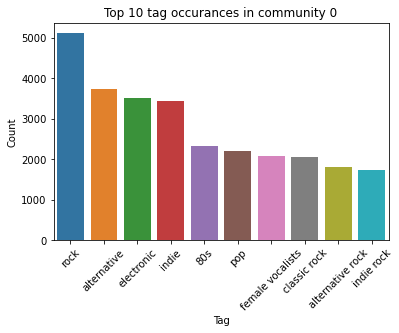 Top 10 tag occurances in community 0
Count
5000
4000
3000
2000
1000
0
rock
alternative
electronic
indie
80s
pop
female vocalists
classic rock
alternative rock
indie rock
Tag